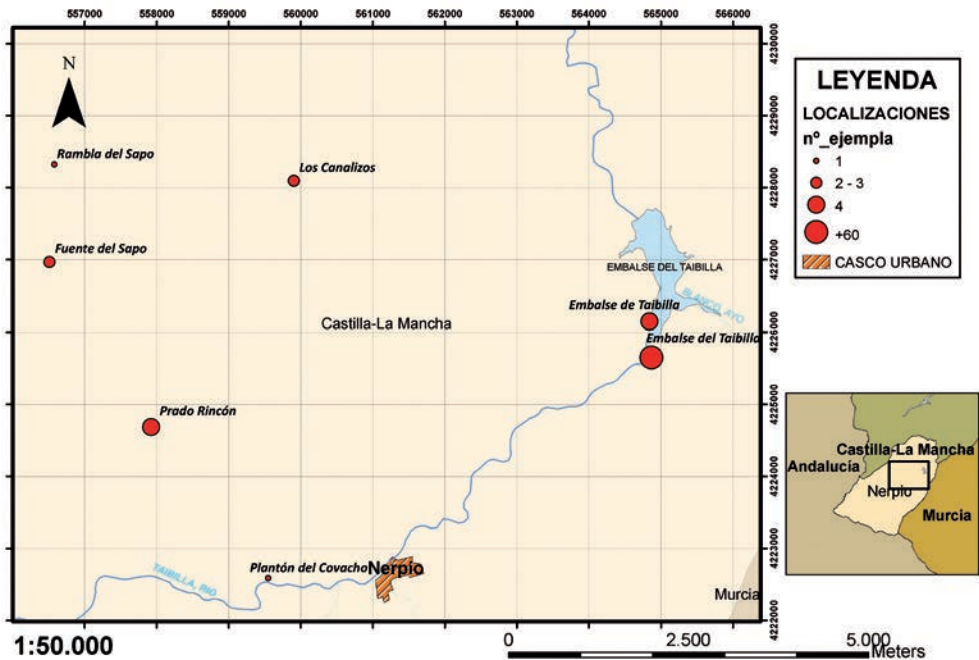 557000 558000 559000 560000 561000 562000 563000 564000 565000 566000
N
4230000
4229000
4228000
4227000
4226000
4225000
4224000
4223000
4222000
Rambla del Sapo
Los Canalizos
Fuente del Sapo
EMBALSE DEL TAIBILLA
BLANCO, AYO
Embalse de Taibilla
Castilla-La Mancha
Embalse del Taibilla
Prado Rincón
Plantón del Covacho
Nerpio
TAIBILLA, RIO
Murcia
1:50.000
0 2.500 5.000
Meters
LEYENDA
LOCALIZACIONES
nº_ejempla
1
2 - 3
4
+60
CASCO URBANO
Castilla-La Mancha
Andalucía
Nerpio
Murcia